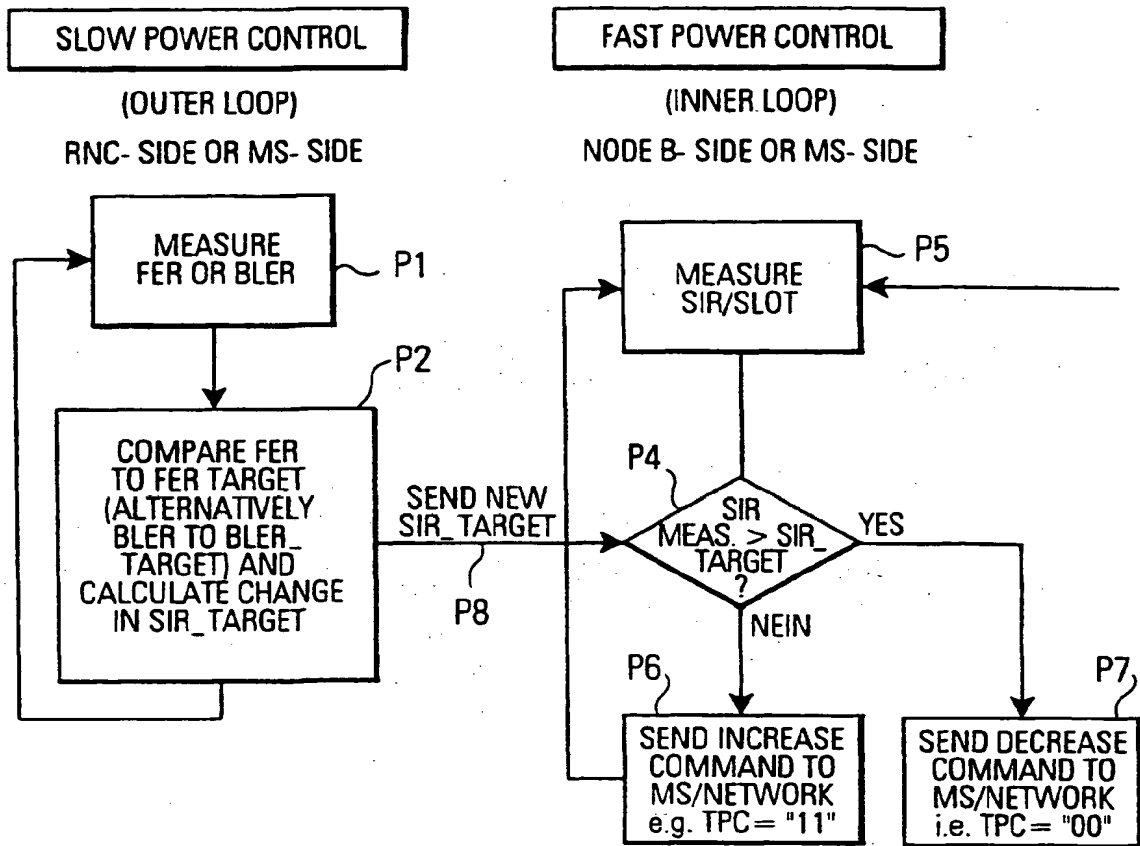 SLOW POWER CONTROL
(OUTER LOOP)
RNC- SIDE OR MS- SIDE
MEASURE
FER OR BLER
P1
P2
COMPARE FER
TO FER TARGET
(ALTERNATIVELY
BLER TO BLER_
TARGET) AND
CALCULATE CHANGE
IN SIR_TARGET
SEND NEW
SIR_TARGET
P8
FAST POWER CONTROL
(INNER LOOP)
NODE B- SIDE OR MS- SIDE
P5
MEASURE
SIR/SLOT
P4
SIR
MEAS. > SIR_
TARGET
?
YES
NEIN
P6
SEND INCREASE
COMMAND TO
MS/NETWORK
e.g. TPC = "11"
P7
SEND DECREASE
COMMAND TO
MS/NETWORK
i.e. TPC = "00"